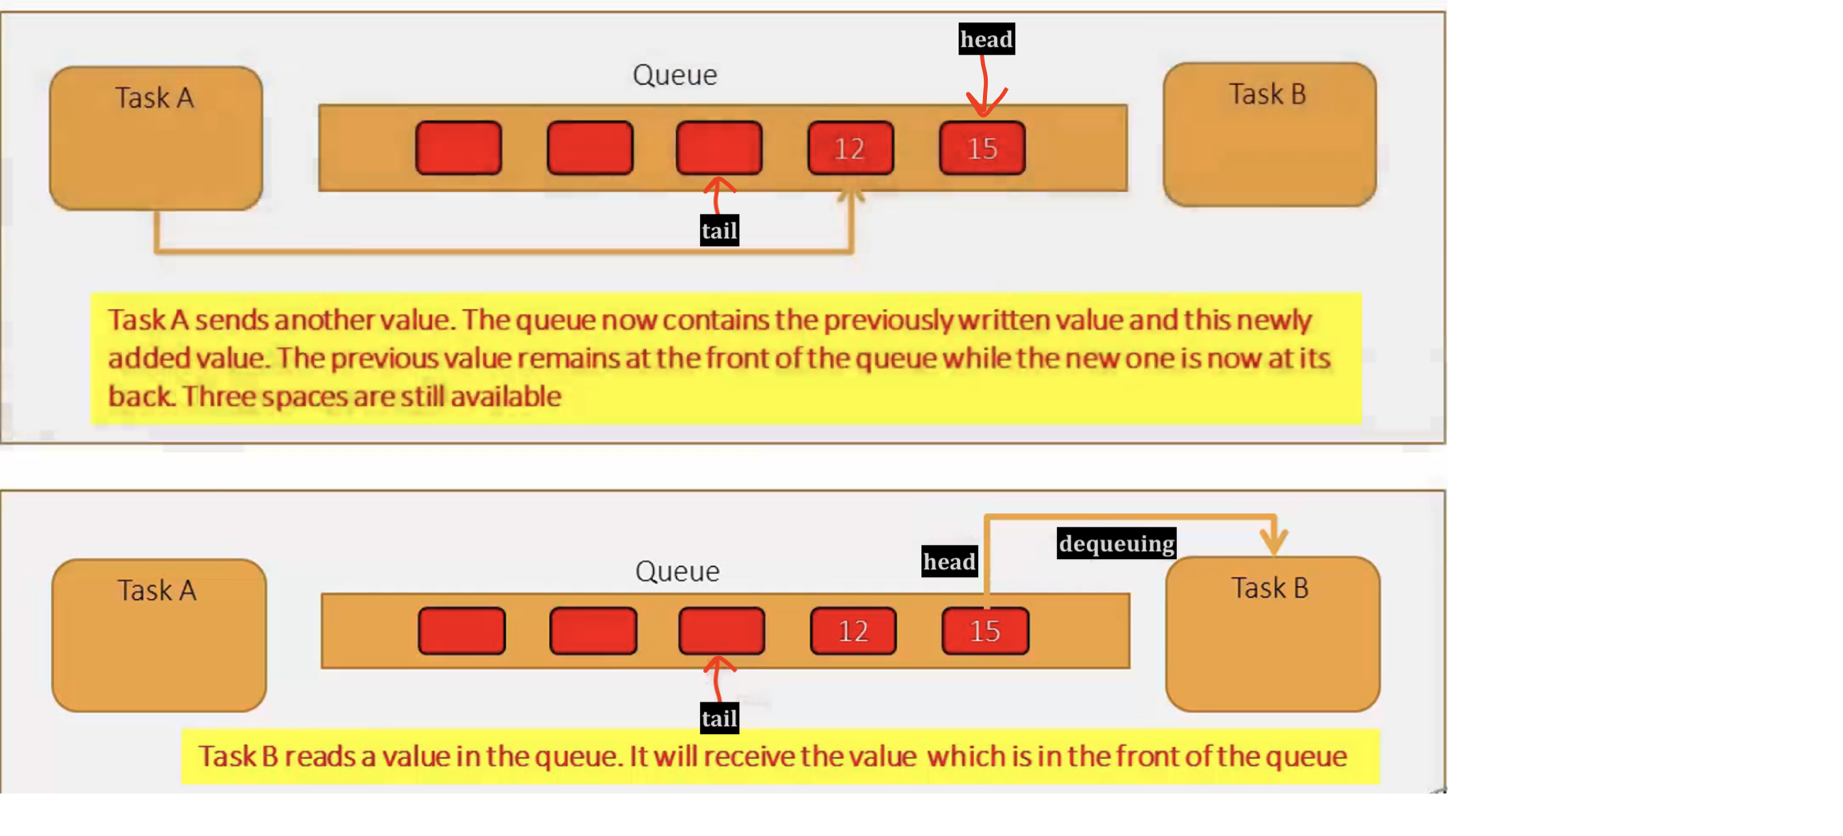 head
Queue
Task A
Task B
12
15
tail
Task A sends another value. The queue now contains the previously written value and this newly
added value. The previous value remains at the front of the queue while the new one is now at its
back. Three spaces are still available
dequeuing
head
Queue
Task A
Task B
12
15
tail
Task B reads a value in the queue. It will receive the value which is in the front of the queue